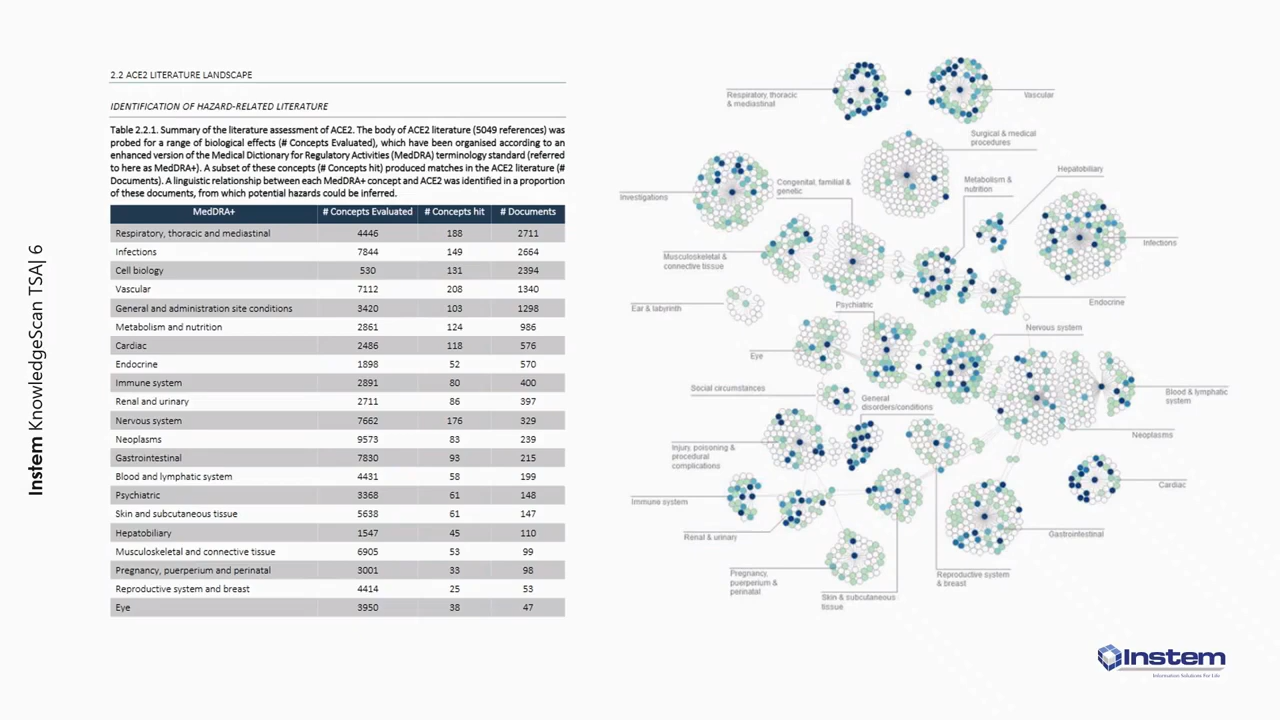 Instem KnowledgeScan TSA| 6
2.2 ACE2 LITERATURE LANDSCAPE
IDENTIFICATION OF HAZARD-RELATED LITERATURE
Table 2.2.1. Summary of the literature assessment of ACE2. The body of ACE2 literature (5049 references) was
probed for a range of biological effects (# Concepts evaluated), which have been organised according to an
enhanced version of the Medical Dictionary for Regulatory Activities (MedDRA) terminology standard (referred
to here as MedDRA+). A subset of these concepts (# Concepts hit) produced matches in the ACE2 literature (#
Documents). A linguistic relationship between each MedDRA+ concept and ACE2 was identified in a proportion
of these documents, from which potential hazards could be inferred.
MedDRA+ # Concepts Evaluated # Concepts hit # Documents
Respiratory, thoracic and mediastinal 4446 188 2711
Infections 7844 149 2664
Cell biology 530 131 2394
Vascular 7112 208 1340
General and administration site conditions 3420 103 1298
Metabolism and nutrition 2861 124 986
Cardiac 2486 118 576
Endocrine 1898 52 570
Immune system 2891 80 400
Renal and urinary 2711 86 397
Nervous system 7662 176 329
Neoplasms 9573 83 239
Gastrointestinal 7830 93 215
Blood and lymphatic system 4481 58 199
Psychiatric 3368 61 148
Skin and subcutaneous tissue 5638 61 147
Hepatobiliary 1547 45 110
Musculoskeletal and connective tissue 6905 53 99
Pregnancy, puerperium and perinatal 3001 33 98
Reproductive system and breast 4414 25 53
Eye 3950 38 47
Respiratory, thoracic
& mediastinal
Vascular
Surgical & medical
procedures
Hepatobiliary
Congenital, familial &
genetic
Metabolism &
nutrition
Investigations
Infections
Musculoskeletal &
connective tissue
Ear & labyrinth
Psychiatric
Endocrine
Nervous system
Eye
Social circumstances
General
disorders/conditions
Blood & lymphatic
system
Neoplasms
Injury, poisoning &
procedural
complications
Immune system
Cardiac
Renal & urinary
Gastrointestinal
Pregnancy,
puerperium &
perinatal
Reproductive system
& breast
Skin & subcutaneous
tissue
Instem
Information Solutions For Life